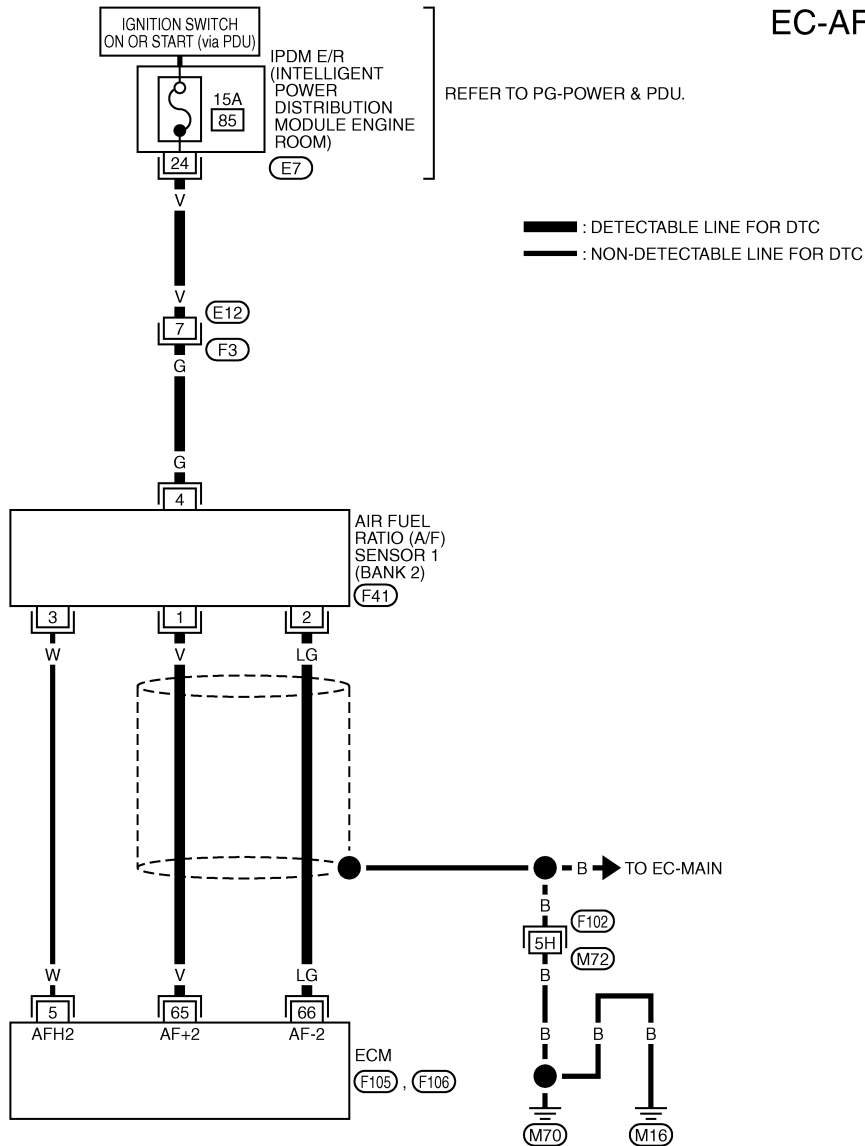 EC-AF
IGNITION SWITCH
ON OR START (via PDU)
IPDM E/R
(INTELLIGENT
POWER
DISTRIBUTION
MODULE ENGINE
ROOM)
15A
85
24
E7
REFER TO PG-POWER & PDU.
: DETECTABLE LINE FOR DTC
: NON-DETECTABLE LINE FOR DTC
V
V
7
E12
F3
G
G
4
AIR FUEL
RATIO (A/F)
SENSOR 1
(BANK 2)
F41
3 1 2
W V LG
B TO EC-MAIN
B
F102
5H
M72
B
W V LG
5 65 66
AFH2 AF+2 AF-2
ECM
F105 , F106
B B B
M70 M16